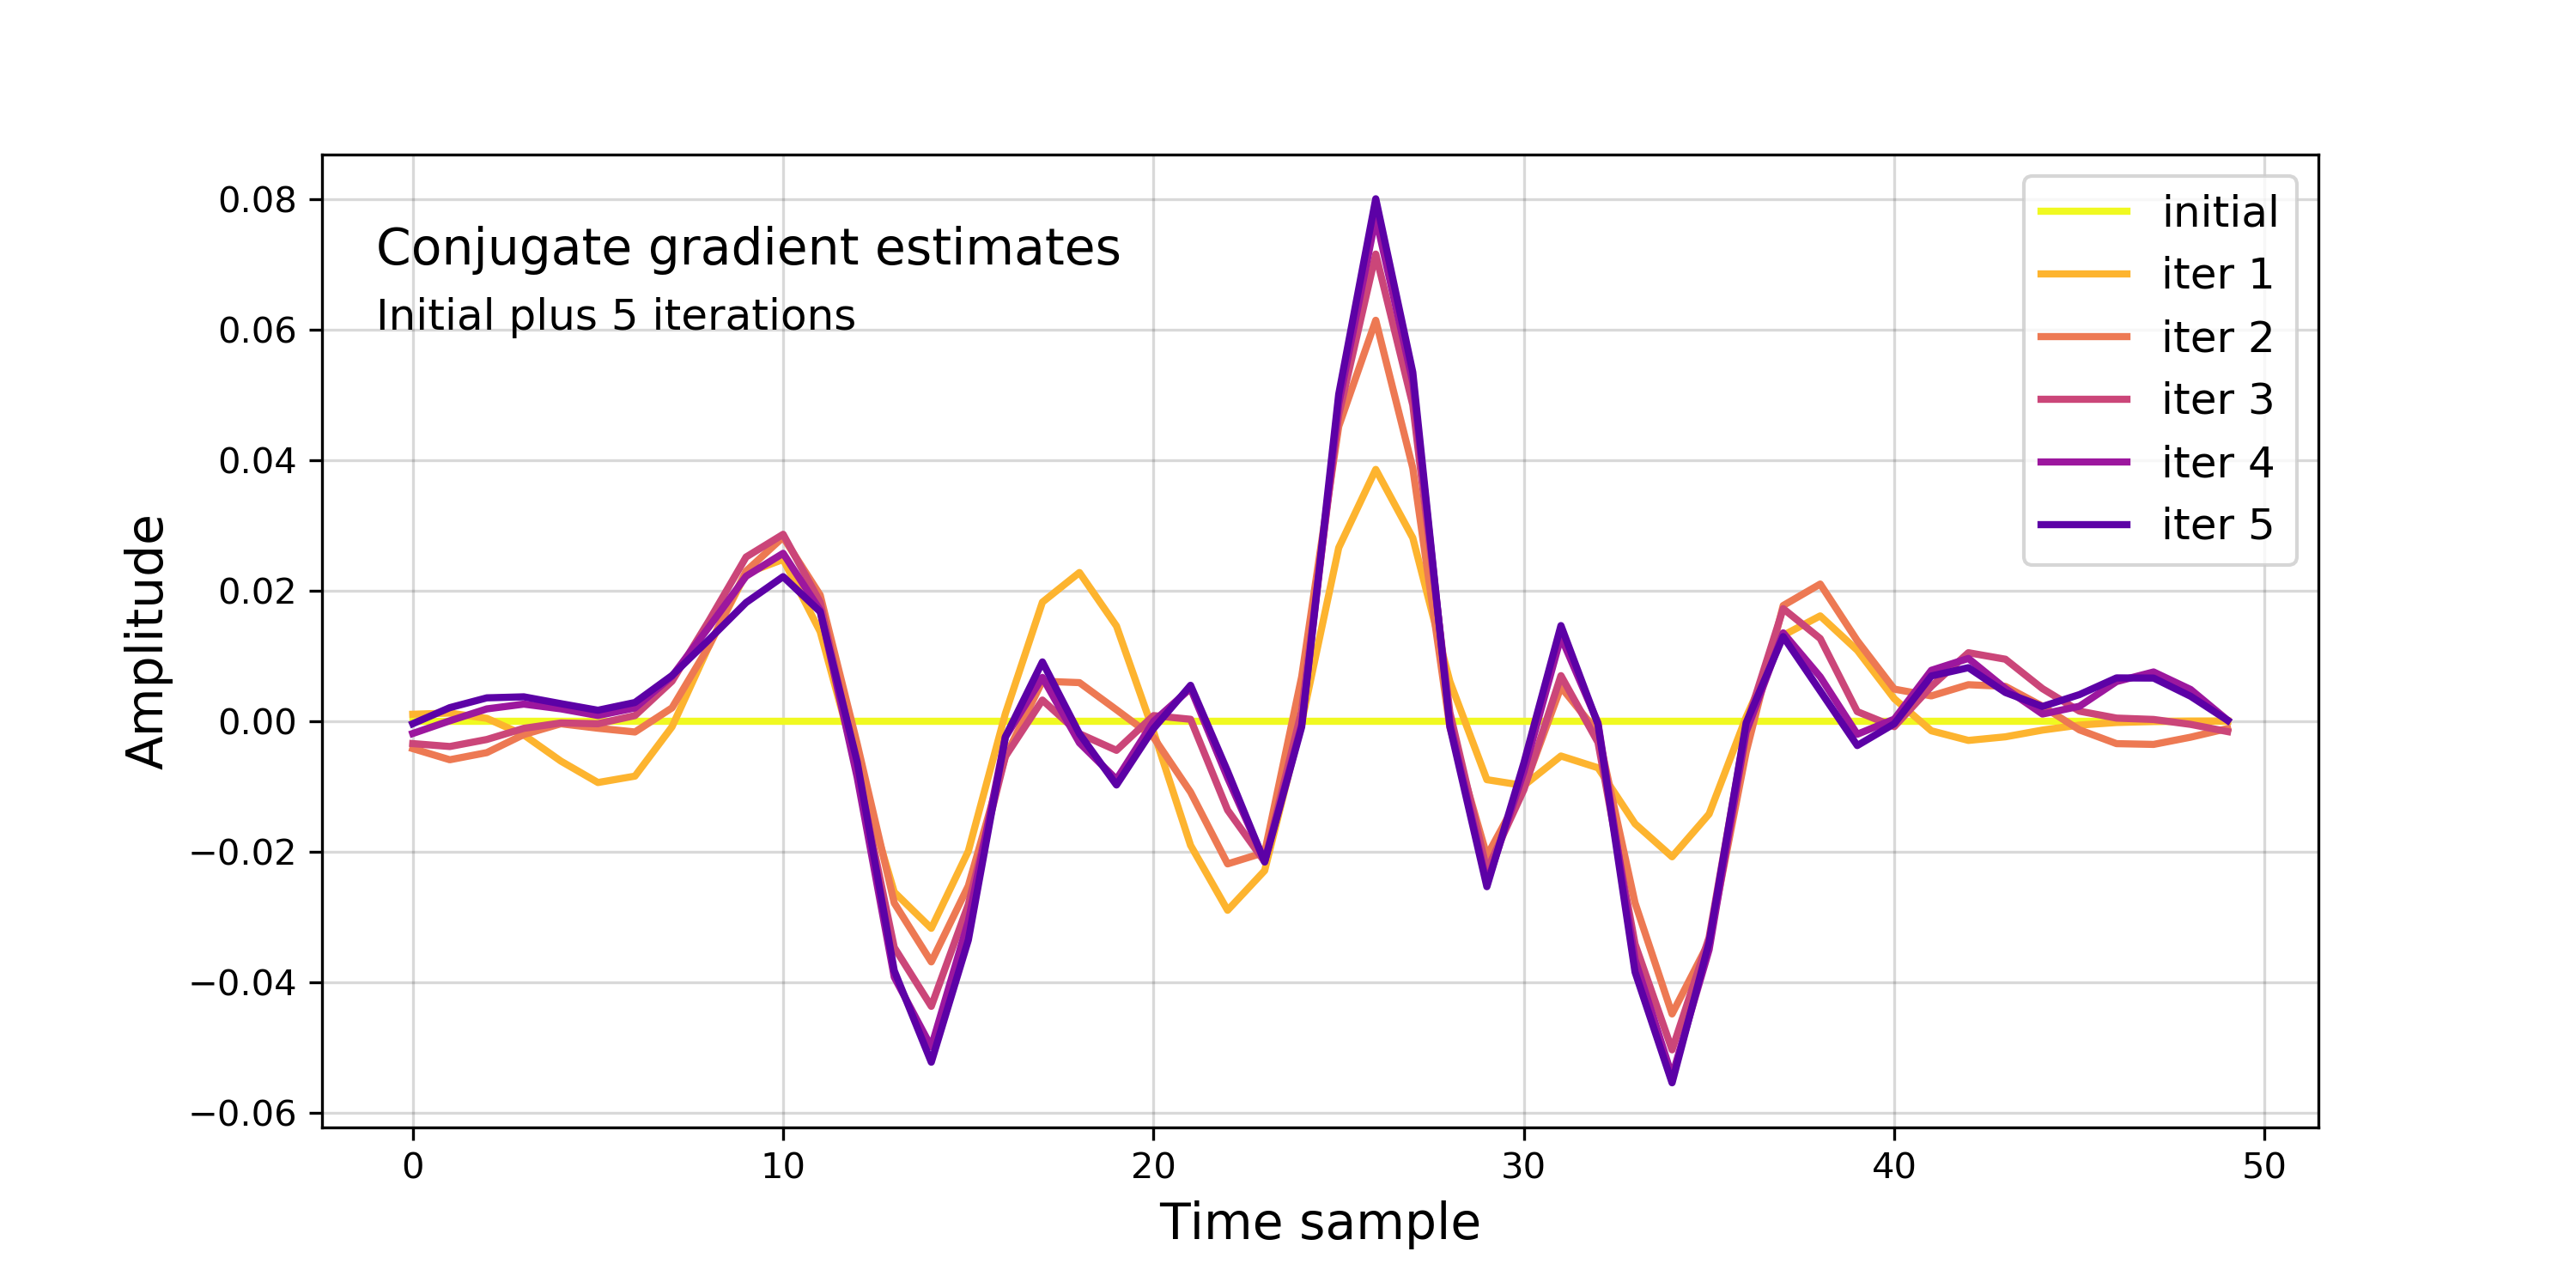 Conjugate gradient estimates
Initial plus 5 iterations
initial
iter 1
iter 2
iter 3
iter 4
iter 5
Amplitude
0.08
0.06
0.04
0.02
0.00
−0.02
−0.04
−0.06
0 10 20 30 40 50
Time sample